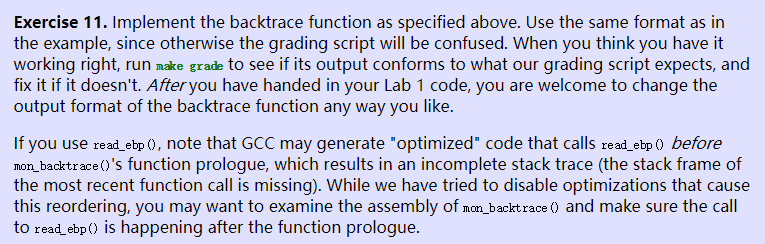 Exercise 11. Implement the backtrace function as specified above. Use the same format as in
the example, since otherwise the grading script will be confused. When you think you have it
working right, run make grade to see if its output conforms to what our grading script expects, and
fix it if it doesn't. After you have handed in your Lab 1 code, you are welcome to change the
output format of the backtrace function any way you like.
If you use read_ebp(), note that GCC may generate "optimized" code that calls read_ebp() before
mon_backtrace()'s function prologue, which results in an incomplete stack trace (the stack frame of
the most recent function call is missing). While we have tried to disable optimizations that cause
this reordering, you may want to examine the assembly of mon_backtrace() and make sure the call
to read_ebp() is happening after the function prologue.